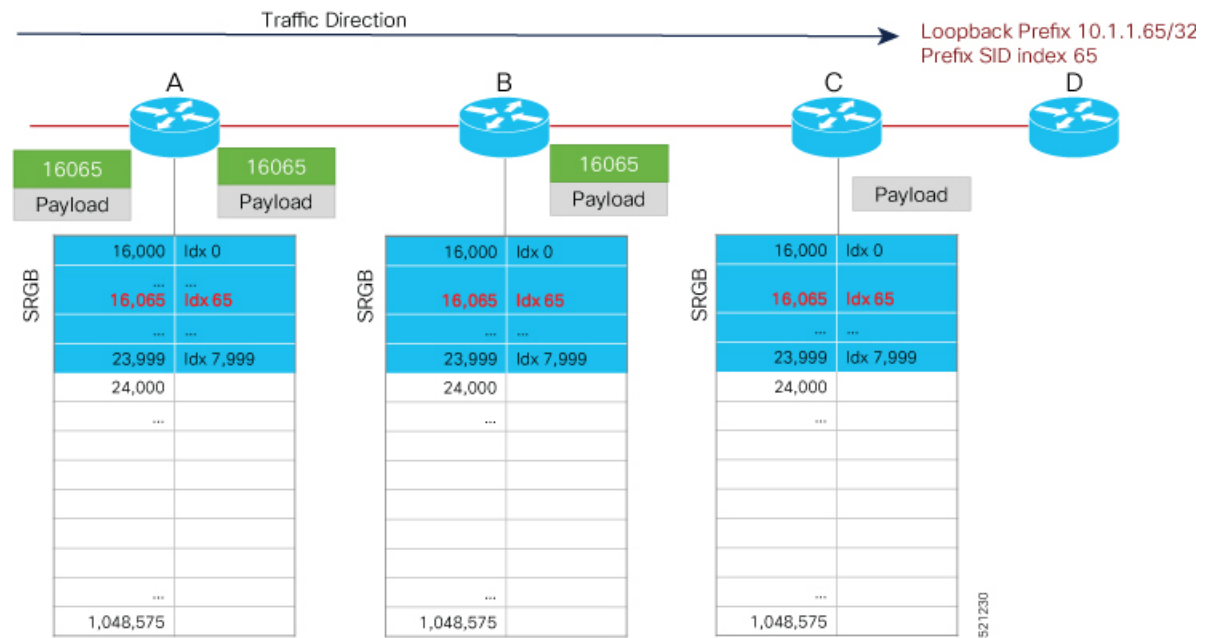 Traffic Direction
Loopback Prefix 10.1.1.65/32
Prefix SID index 65
A
B
C
D
16065
Payload
16065
Payload
16065
Payload
Payload
SRGB
16,000 Idx 0
... ...
16,065 Idx 65
... ...
23,999 Idx 7,999
24,000
...
...
1,048,575
SRGB
16,000 Idx 0
16,065 Idx 65
... ...
23,999 Idx 7,999
24,000
...
...
1,048,575
SRGB
16,000 Idx 0
16,065 Idx 65
... ...
23,999 Idx 7,999
24,000
...
...
1,048,575
521230